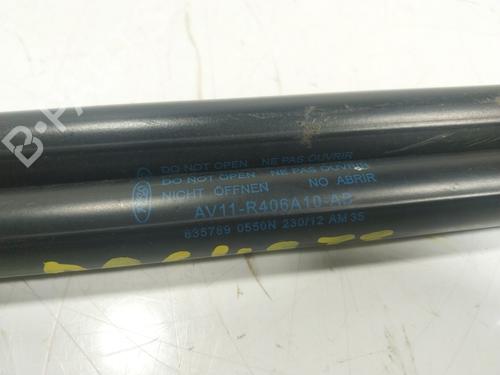 DO NOT OPEN NE PAS OUVRIR
DO NOT OPEN NE PAS OUVRIR
NICHT ÖFFNEN NO ABRIR
AV11-R406A10-AB
835789 0550N 230/12 AM 35